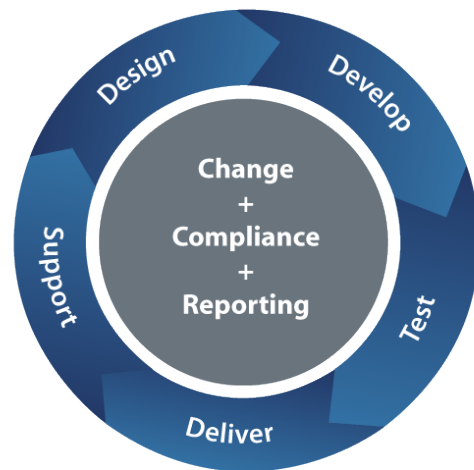 Design
Develop
Test
Deliver
Support
Change
+
Compliance
+
Reporting